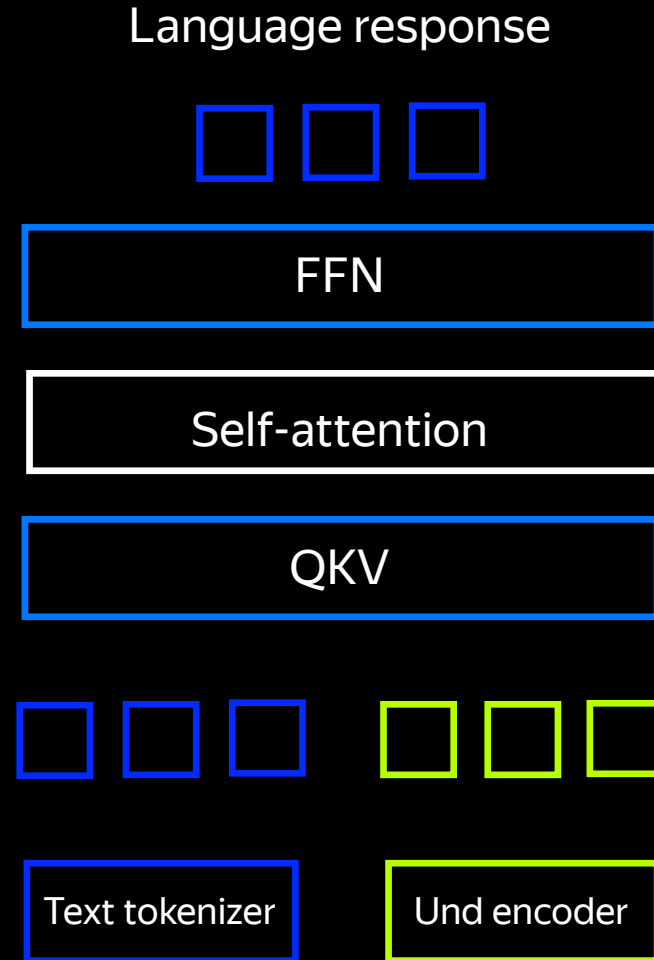 Language response
FFN
Self-attention
QKV
Text tokenizer
Und encoder